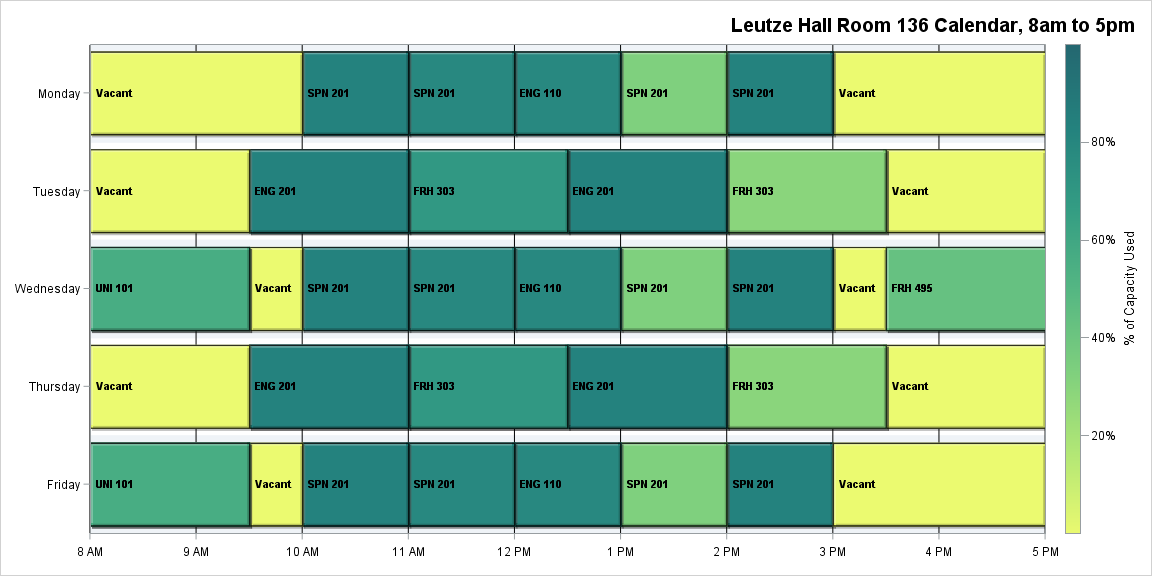 Leutze Hall Room 136 Calendar, 8am to 5pm
Monday
Vacant
SPN 201
SPN 201
ENG 110
SPN 201
SPN 201
Vacant
Tuesday
Vacant
ENG 201
FRH 303
ENG 201
FRH 303
Vacant
Wednesday
UNI 101
Vacant
SPN 201
SPN 201
ENG 110
SPN 201
SPN 201
Vacant
FRH 495
Thursday
Vacant
ENG 201
FRH 303
ENG 201
FRH 303
Vacant
Friday
UNI 101
Vacant
SPN 201
SPN 201
ENG 110
SPN 201
SPN 201
Vacant
8 AM
9 AM
10 AM
11 AM
12 PM
1 PM
2 PM
3 PM
4 PM
5 PM
80%
60%
40%
20%
% of Capacity Used